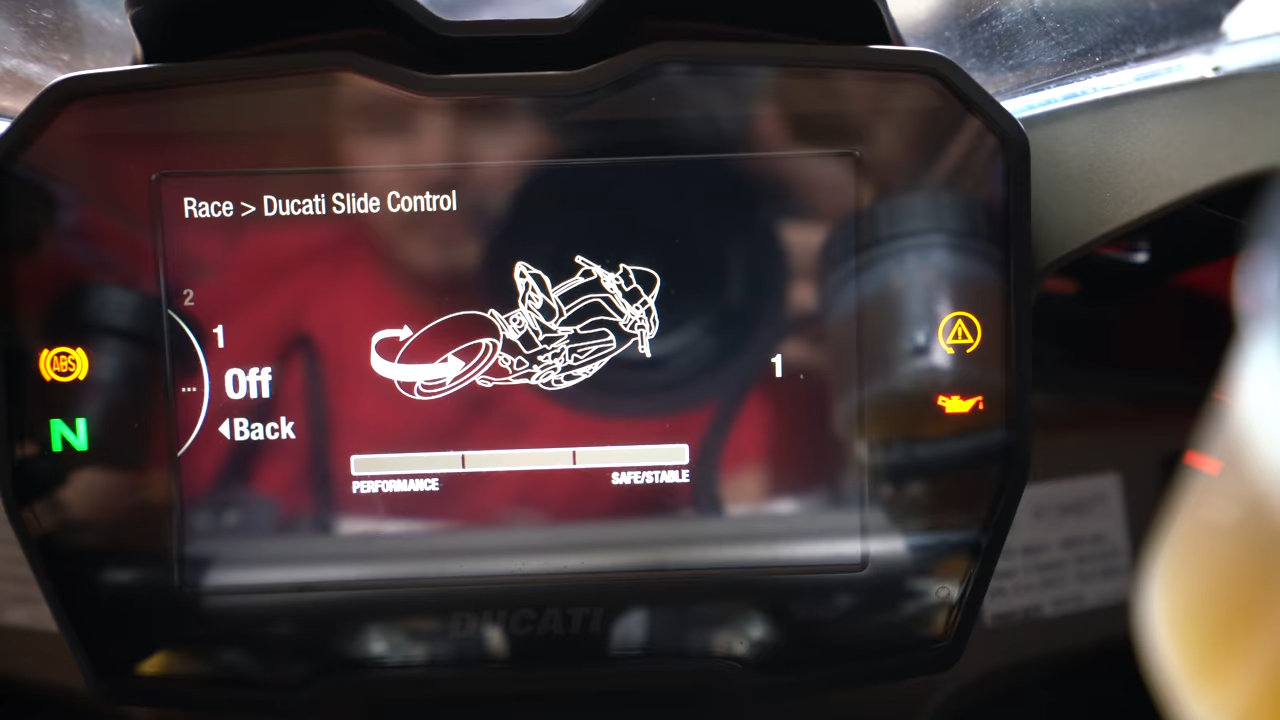 Race > Ducati Slide Control
2
1
...
Off
Back
1
PERFORMANCE
SAFE/STABLE
ABS
N
DUCATI